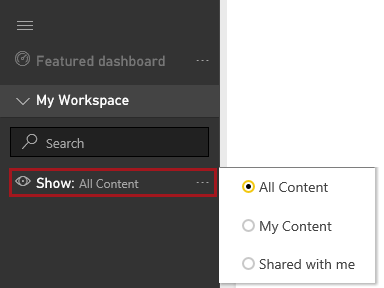 Featured dashboard ...
My Workspace
Search
Show: All Content ...
All Content
My Content
Shared with me